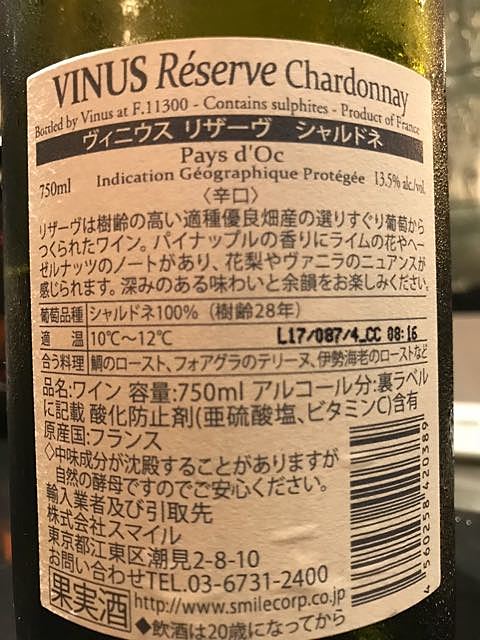 VINUS Réserve Chardonnay
Bottled by Vinus at F.11300 - Contains sulphites - Product of France
ヴィニウス リザーヴ シャルドネ
Pays d'Oc
750ml Indication Géographique Protégée 13.5% alc/vol.
〈辛口〉
リザーヴは樹齢の高い適種優良畑産の選りすぐり葡萄から
つくられたワイン。パイナップルの香りにライムの花やヘー
ゼルナッツのノートがあり、花梨やヴァニラのニュアンスが
感じられます。深みのある味わいと余韻をお楽しみください。
葡萄品種 シャルドネ100%(樹齢28年)
適温 10℃〜12℃ L17/087/4_CC 08:16
合う料理 鯛のロースト、フォアグラのテリーヌ、伊勢海老のローストなど
品名:ワイン 容量:750ml アルコール分:裏ラベル
に記載 酸化防止剤(亜硫酸塩、ビタミンC)含有
原産国:フランス
◇中味成分が沈殿することがありますが
自然の酵母ですのでご安心ください。
輸入業者及び引取先
株式会社スマイル
東京都江東区潮見2-8-10
お問い合わせTEL.03-6731-2400
果実酒 http://www.smilecorp.co.jp
◆飲酒は20歳になってから
4 560258 420389